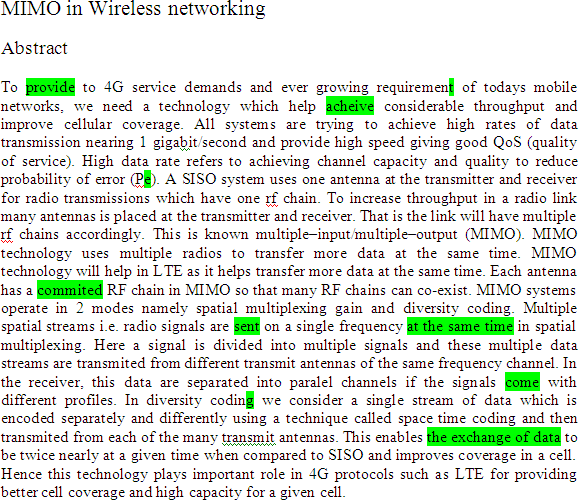 MIMO in Wireless networking
Abstract
To provide to 4G service demands and ever growing requirement of todays mobile
networks, we need a technology which help acheive considerable throughput and
improve cellular coverage. All systems are trying to achieve high rates of data
transmission nearing 1 gigabit/second and provide high speed giving good QoS (quality
of service). High data rate refers to achieving channel capacity and quality to reduce
probability of error (Pe). A SISO system uses one antenna at the transmitter and receiver
for radio transmissions which have one rf chain. To increase throughput in a radio link
many antennas is placed at the transmitter and receiver. That is the link will have multiple
rf chains accordingly. This is known multiple–input/multiple–output (MIMO). MIMO
technology uses multiple radios to transfer more data at the same time. MIMO
technology will help in LTE as it helps transfer more data at the same time. Each antenna
has a commited RF chain in MIMO so that many RF chains can co-exist. MIMO systems
operate in 2 modes namely spatial multiplexing gain and diversity coding. Multiple
spatial streams i.e. radio signals are sent on a single frequency at the same time in spatial
multiplexing. Here a signal is divided into multiple signals and these multiple data
streams are transmited from different transmit antennas of the same frequency channel. In
the receiver, this data are separated into paralel channels if the signals come with
different profiles. In diversity coding we consider a single stream of data which is
encoded separately and differently using a technique called space time coding and then
transmited from each of the many transmit antennas. This enables the exchange of data to
be twice nearly at a given time when compared to SISO and improves coverage in a cell.
Hence this technology plays important role in 4G protocols such as LTE for providing
better cell coverage and high capacity for a given cell.